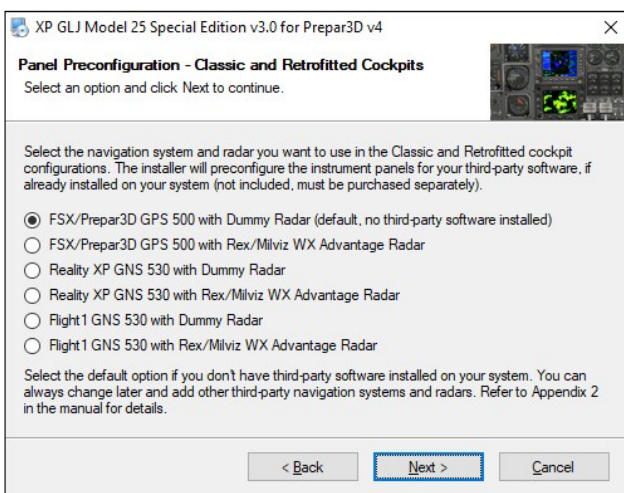 XP GLJ Model 25 Special Edition v3.0 for Prepar3D v4
Panel Preconfiguration - Classic and Retrofitted Cockpits
Select an option and click Next to continue.
Select the navigation system and radar you want to use in the Classic and Retrofitted cockpit
configurations. The installer will preconfigure the instrument panels for your third-party software, if
already installed on your system (not included, must be purchased separately).
FSX/Prepar3D GPS 500 with Dummy Radar (default, no third-party software installed)
FSX/Prepar3D GPS 500 with Rex/Milviz WX Advantage Radar
Reality XP GNS 530 with Dummy Radar
Reality XP GNS 530 with Rex/Milviz WX Advantage Radar
Flight1 GNS 530 with Dummy Radar
Flight1 GNS 530 with Rex/Milviz WX Advantage Radar
Select the default option if you don't have third-party software installed on your system. You can
always change later and add other third-party navigation systems and radars. Refer to Appendix 2
in the manual for details.
< Back Next > Cancel